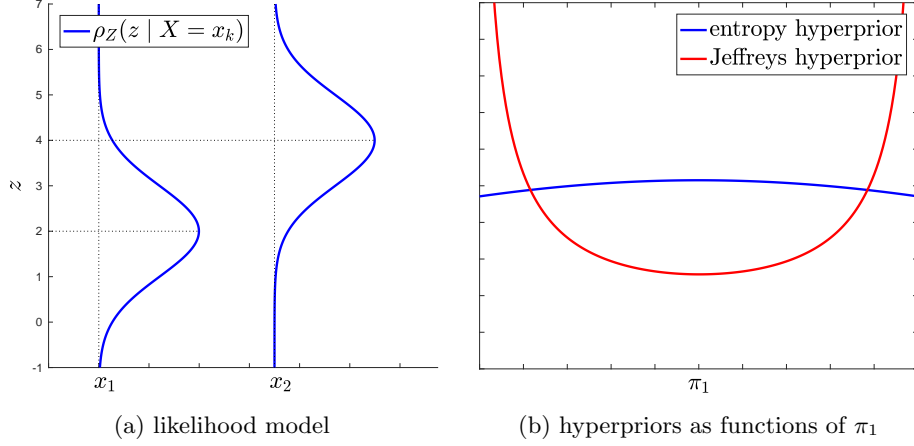 7
6
5
4
3
2
1
0
-1
z
ρ_Z(z | X = x_k)
x_1
x_2
(a) likelihood model
entropy hyperprior
Jeffreys hyperprior
π_1
(b) hyperpriors as functions of π_1